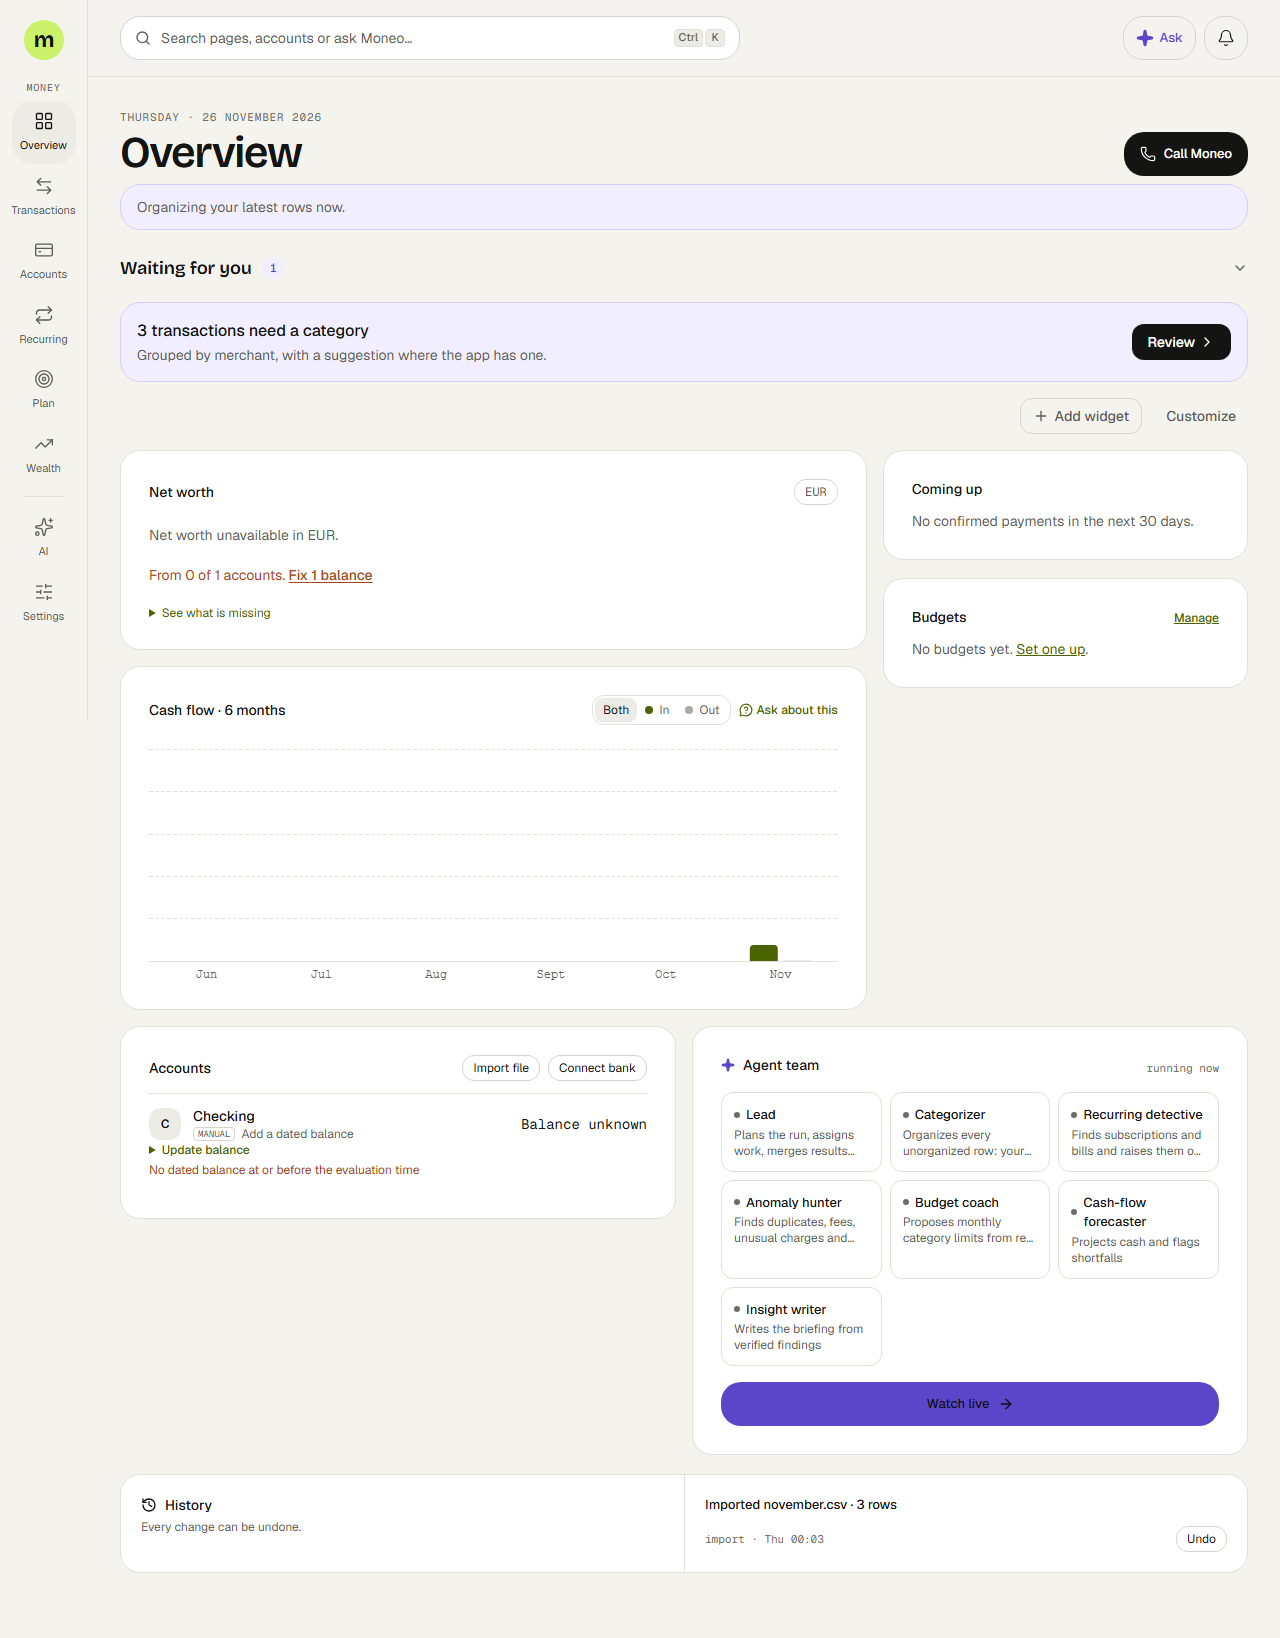 m
Search pages, accounts or ask Moneo...
Ctrl K
Ask
MONEY
Overview
Transactions
Accounts
Recurring
Plan
Wealth
AI
Settings
THURSDAY · 26 NOVEMBER 2026
Overview
Call Moneo
Organizing your latest rows now.
Waiting for you 1
3 transactions need a category
Grouped by merchant, with a suggestion where the app has one.
Review
Add widget
Customize
Net worth
EUR
Net worth unavailable in EUR.
From 0 of 1 accounts. Fix 1 balance
See what is missing
Coming up
No confirmed payments in the next 30 days.
Budgets
Manage
No budgets yet. Set one up.
Cash flow · 6 months
Both In Out
Ask about this
Jun Jul Aug Sept Oct Nov
Accounts
Import file
Connect bank
C
Checking
MANUAL Add a dated balance
Balance unknown
Update balance
No dated balance at or before the evaluation time
Agent team
running now
Lead
Plans the run, assigns
work, merges results...
Categorizer
Organizes every
unorganized row: your...
Recurring detective
Finds subscriptions and
bills and raises them o...
Anomaly hunter
Finds duplicates, fees,
unusual charges and...
Budget coach
Proposes monthly
category limits from re...
Cash-flow
forecaster
Projects cash and flags
shortfalls
Insight writer
Writes the briefing from
verified findings
Watch live
History
Every change can be undone.
Imported november.csv · 3 rows
import · Thu 00:03
Undo